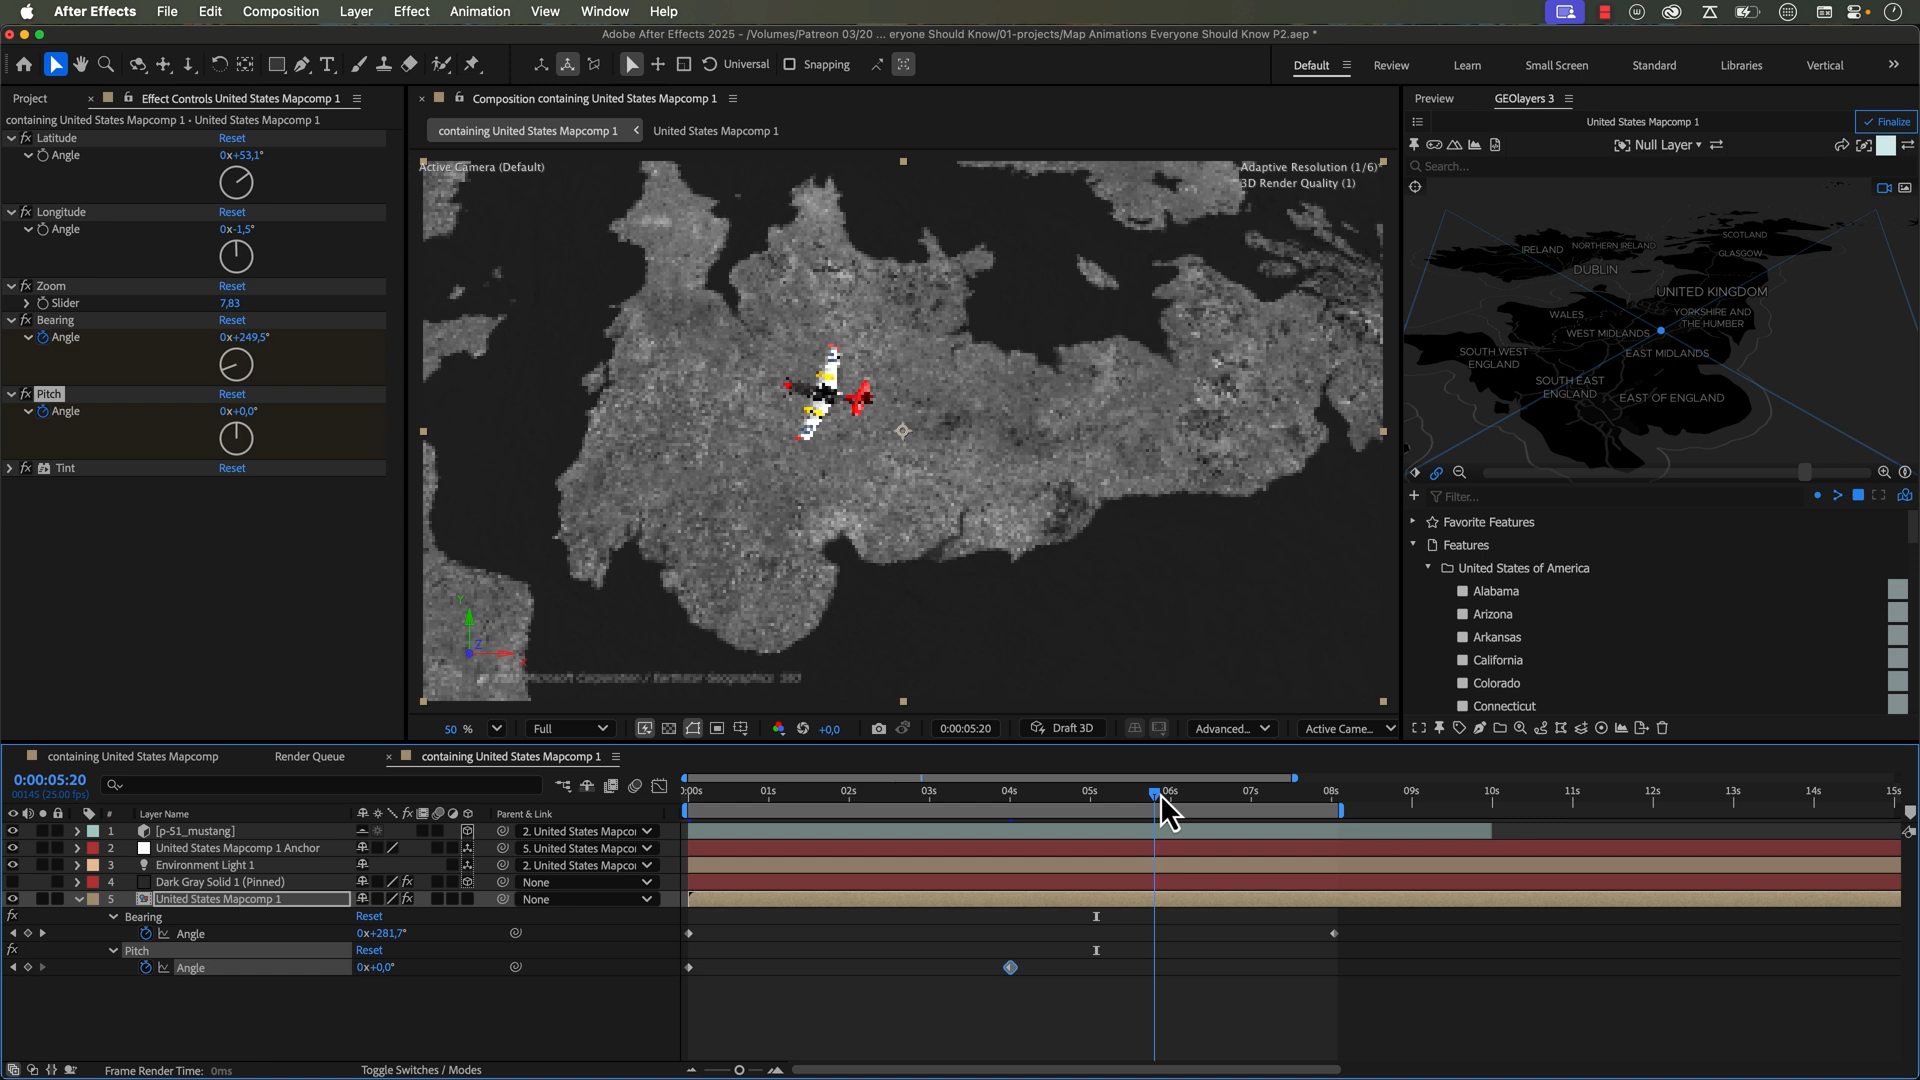 After Effects File Edit Composition Layer Effect Animation View Window Help
Adobe After Effects 2025 - /Volumes/Patreon 03/20 ... eryone Should Know/01-projects/Map Animations Everyone Should Know P2.aep *
Universal Snapping
Default Review Learn Small Screen Standard Libraries Vertical
Project Effect Controls United States Mapcomp 1
containing United States Mapcomp 1 • United States Mapcomp 1
Latitude Reset
Angle 0x+53,1°
Longitude Reset
Angle 0x-1,5°
Zoom Reset
Slider 7,83
Bearing Reset
Angle 0x+249,5°
Pitch Reset
Angle 0x+0,0°
Tint Reset
Composition containing United States Mapcomp 1
containing United States Mapcomp 1 United States Mapcomp 1
Active Camera (Default)
Adaptive Resolution (1/6)
3D Render Quality (1)
Y
Z
x
Microsoft Corporation / Earthstar Geographics
50 % Full +0,0 0:00:05:20 Draft 3D Advanced... Active Came...
Preview GEOlayers 3
United States Mapcomp 1 Finalize
Null Layer
Search...
SCOTLAND
IRELAND NORTHERN IRELAND
GLASGOW
DUBLIN
UNITED KINGDOM
WALES
YORKSHIRE AND
THE HUMBER
WEST MIDLANDS
SOUTH WEST
ENGLAND
EAST MIDLANDS
SOUTH EAST
ENGLAND
EAST OF ENGLAND
Filter...
Favorite Features
Features
United States of America
Alabama
Arizona
Arkansas
California
Colorado
Connecticut
containing United States Mapcomp Render Queue containing United States Mapcomp 1
0:00:05:20
00145 (25.00 fps)
# Layer Name Parent & Link
1 [p-51_mustang] 2. United States Mapcor
2 United States Mapcomp 1 Anchor 5. United States Mapcor
3 Environment Light 1 2. United States Mapcor
4 Dark Gray Solid 1 (Pinned) None
5 United States Mapcomp 1 None
Bearing Reset
Angle 0x+281,7°
Pitch Reset
Angle 0x+0,0°
):00s 01s 02s 03s 04s 05s 06s 07s 08s 09s 10s 11s 12s 13s 14s 15s
Frame Render Time: 0ms Toggle Switches / Modes